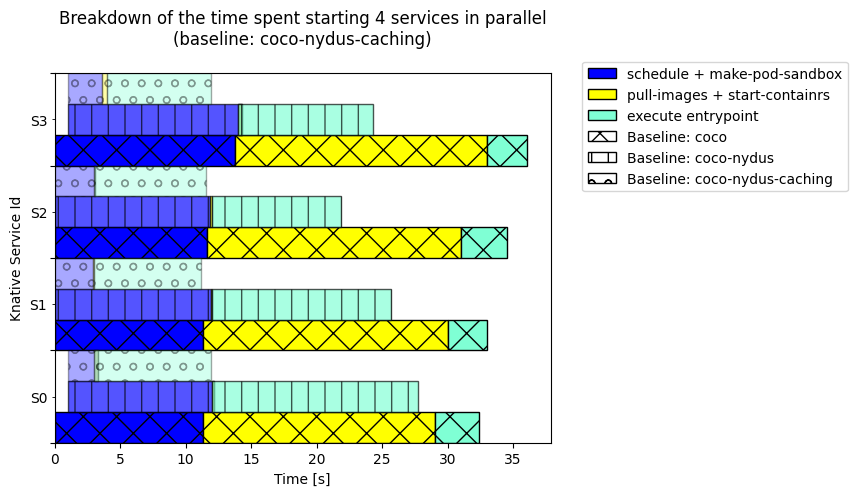 Breakdown of the time spent starting 4 services in parallel
(baseline: coco-nydus-caching)
schedule + make-pod-sandbox
pull-images + start-containrs
execute entrypoint
Baseline: coco
Baseline: coco-nydus
Baseline: coco-nydus-caching
Knative Service Id
S3
S2
S1
S0
0 5 10 15 20 25 30 35
Time [s]